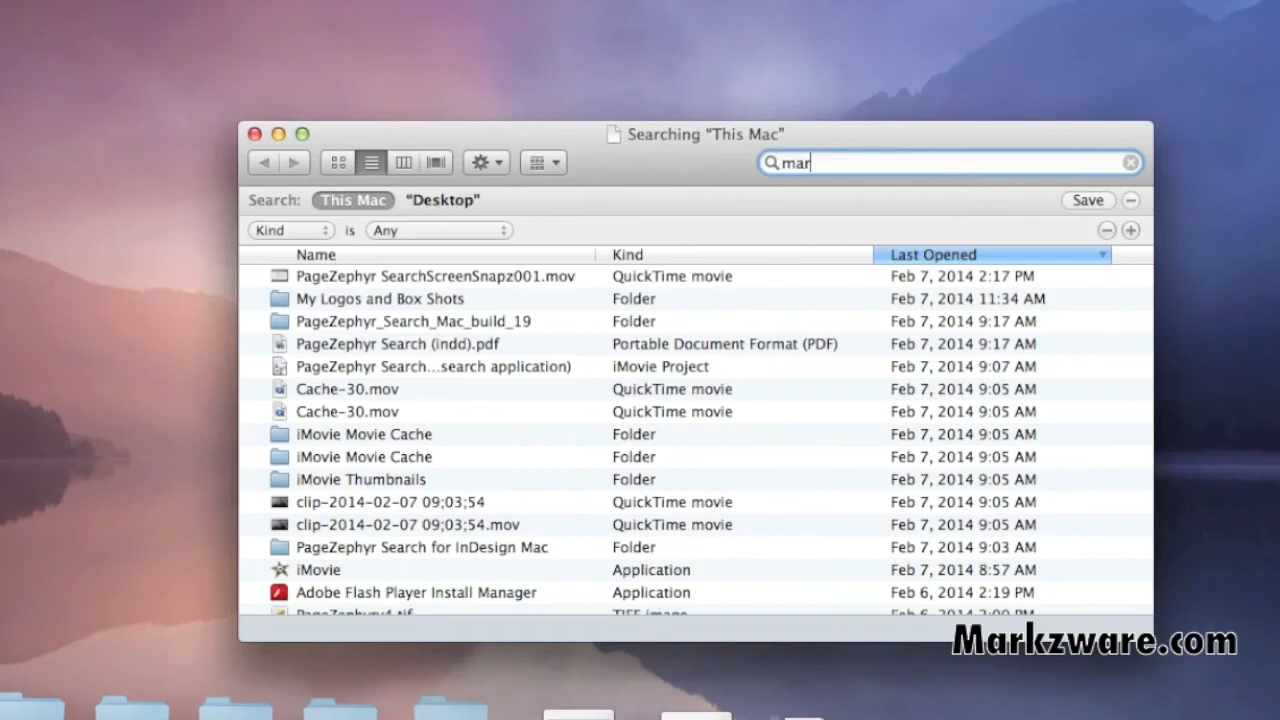 Searching "This Mac"
mar
Search: This Mac "Desktop" Save
Kind is Any
Name Kind Last Opened
PageZephyr SearchScreenSnapz001.mov QuickTime movie Feb 7, 2014 2:17 PM
My Logos and Box Shots Folder Feb 7, 2014 11:34 AM
PageZephyr_Search_Mac_build_19 Folder Feb 7, 2014 9:17 AM
PageZephyr Search (indd).pdf Portable Document Format (PDF) Feb 7, 2014 9:17 AM
PageZephyr Search...search application) iMovie Project Feb 7, 2014 9:07 AM
Cache-30.mov QuickTime movie Feb 7, 2014 9:05 AM
Cache-30.mov QuickTime movie Feb 7, 2014 9:05 AM
iMovie Movie Cache Folder Feb 7, 2014 9:05 AM
iMovie Movie Cache Folder Feb 7, 2014 9:05 AM
iMovie Thumbnails Folder Feb 7, 2014 9:05 AM
clip-2014-02-07 09;03;54 QuickTime movie Feb 7, 2014 9:05 AM
clip-2014-02-07 09;03;54.mov QuickTime movie Feb 7, 2014 9:05 AM
PageZephyr Search for InDesign Mac Folder Feb 7, 2014 9:03 AM
iMovie Application Feb 7, 2014 8:57 AM
Adobe Flash Player Install Manager Application Feb 6, 2014 2:19 PM
Markzware.com